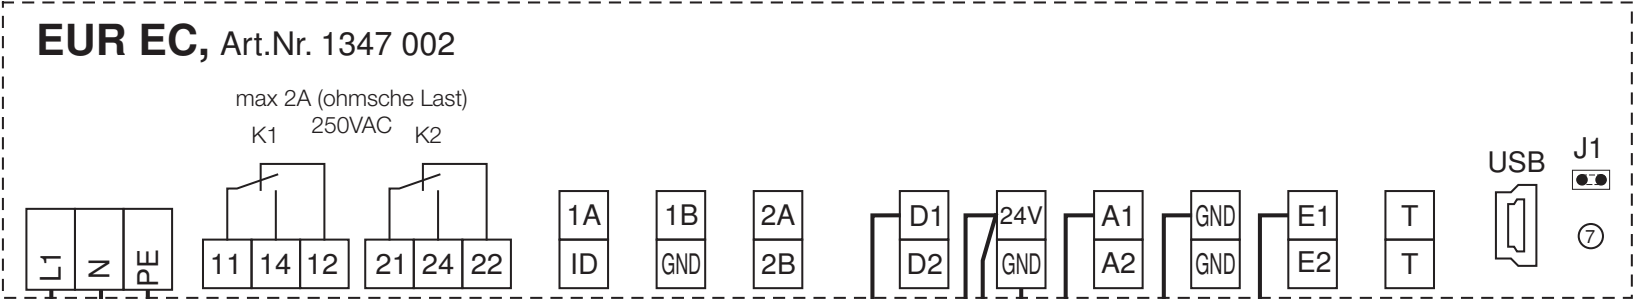 EUR EC, Art.Nr. 1347 002
max 2A (ohmsche Last)
250VAC
K1 K2
USB
J1
1A 1B 2A D1 24V A1 GND E1 T
L1 N PE 11 14 12 21 24 22 ID GND 2B D2 GND A2 GND E2 T
7